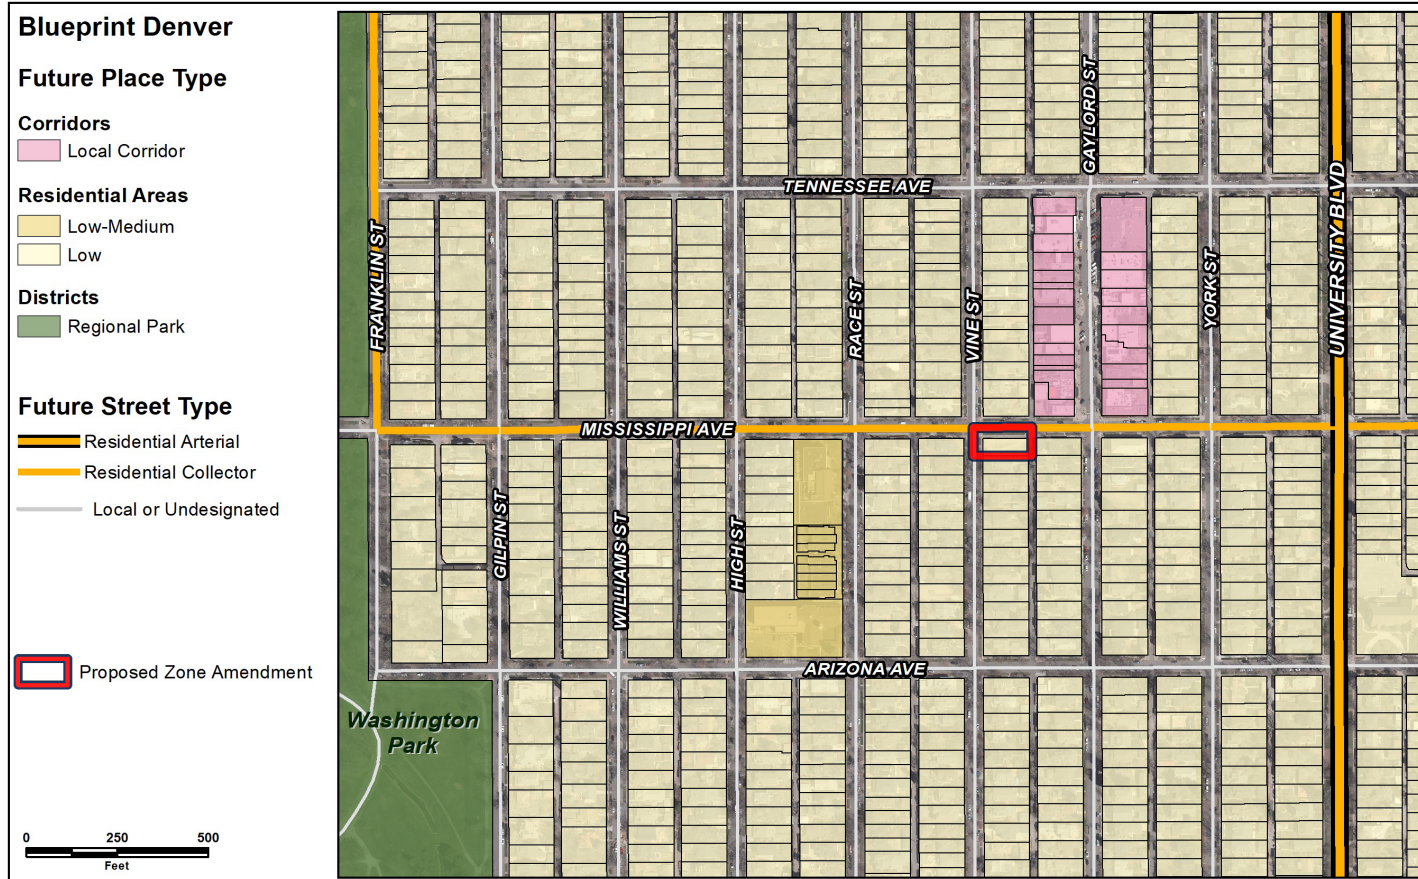 Blueprint Denver
Future Place Type
Corridors
Local Corridor
Residential Areas
Low-Medium
Low
Districts
Regional Park
Future Street Type
Residential Arterial
Residential Collector
Local or Undesignated
Proposed Zone Amendment
0 250 500
Feet
GAYLORD ST
TENNESSEE AVE
FRANKLIN ST
RACE ST
VINE ST
YORK ST
UNIVERSITY BLVD
MISSISSIPPI AVE
GILPIN ST
WILLIAMS ST
HIGH ST
ARIZONA AVE
Washington
Park